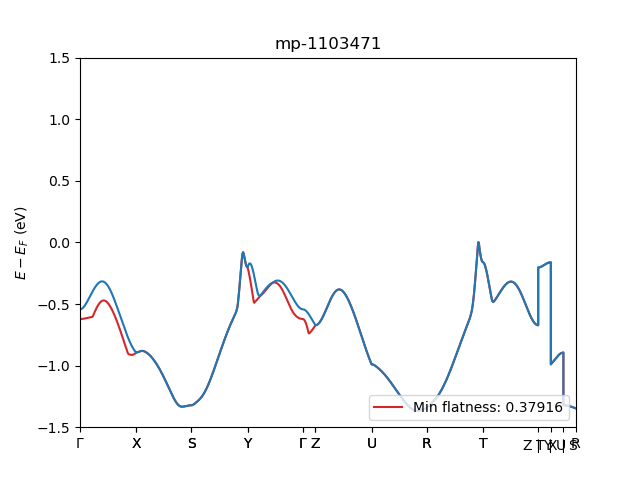 mp-1103471
E − E_F (eV)
1.5
1.0
0.5
0.0
−0.5
−1.0
−1.5
Min flatness: 0.37916
Γ X S Y Γ Z U R T Z | T Y X U | S R